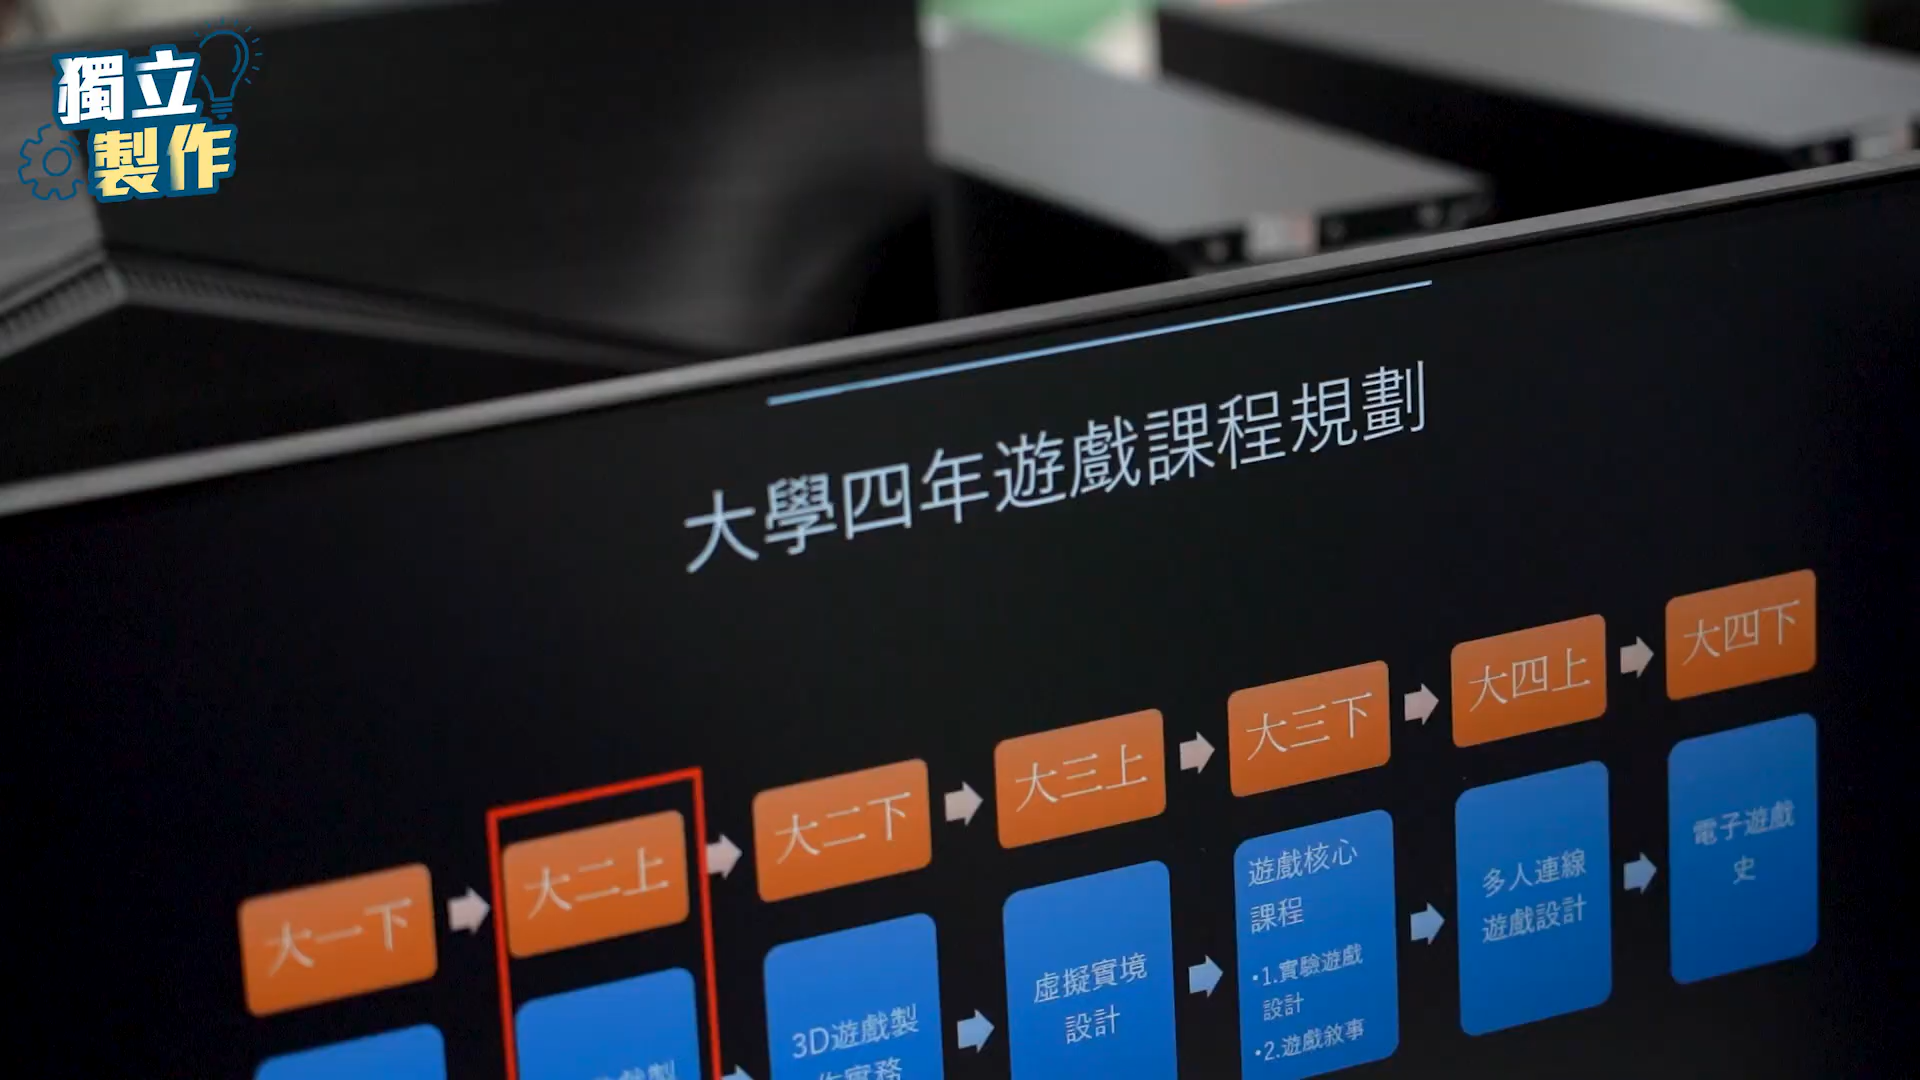 獨立
製作
大學四年遊戲課程規劃
大一下
大二上
大二下
大三上
大三下
大四上
大四下
3D遊戲製
作實務
虛擬實境
設計
遊戲核心
課程
•1.實驗遊戲
設計
•2.遊戲敘事
多人連線
遊戲設計
電子遊戲
史